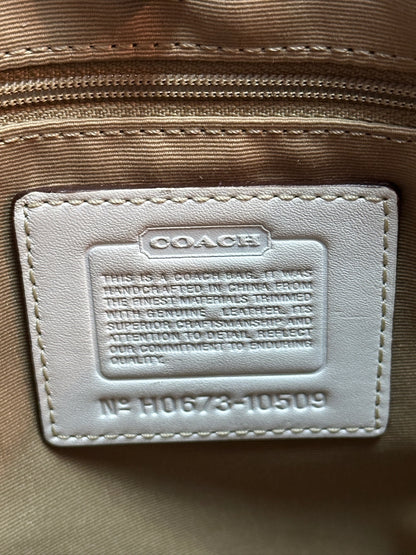 COACH
THIS IS A COACH BAG. IT WAS
HANDCRAFTED IN CHINA FROM
THE FINEST MATERIALS TRIMMED
WITH GENUINE LEATHER. ITS
SUPERIOR CRAFTSMANSHIP AND
ATTENTION TO DETAIL REFLECT
OUR COMMITMENT TO ENDURING
QUALITY.
Nº H0673-10509